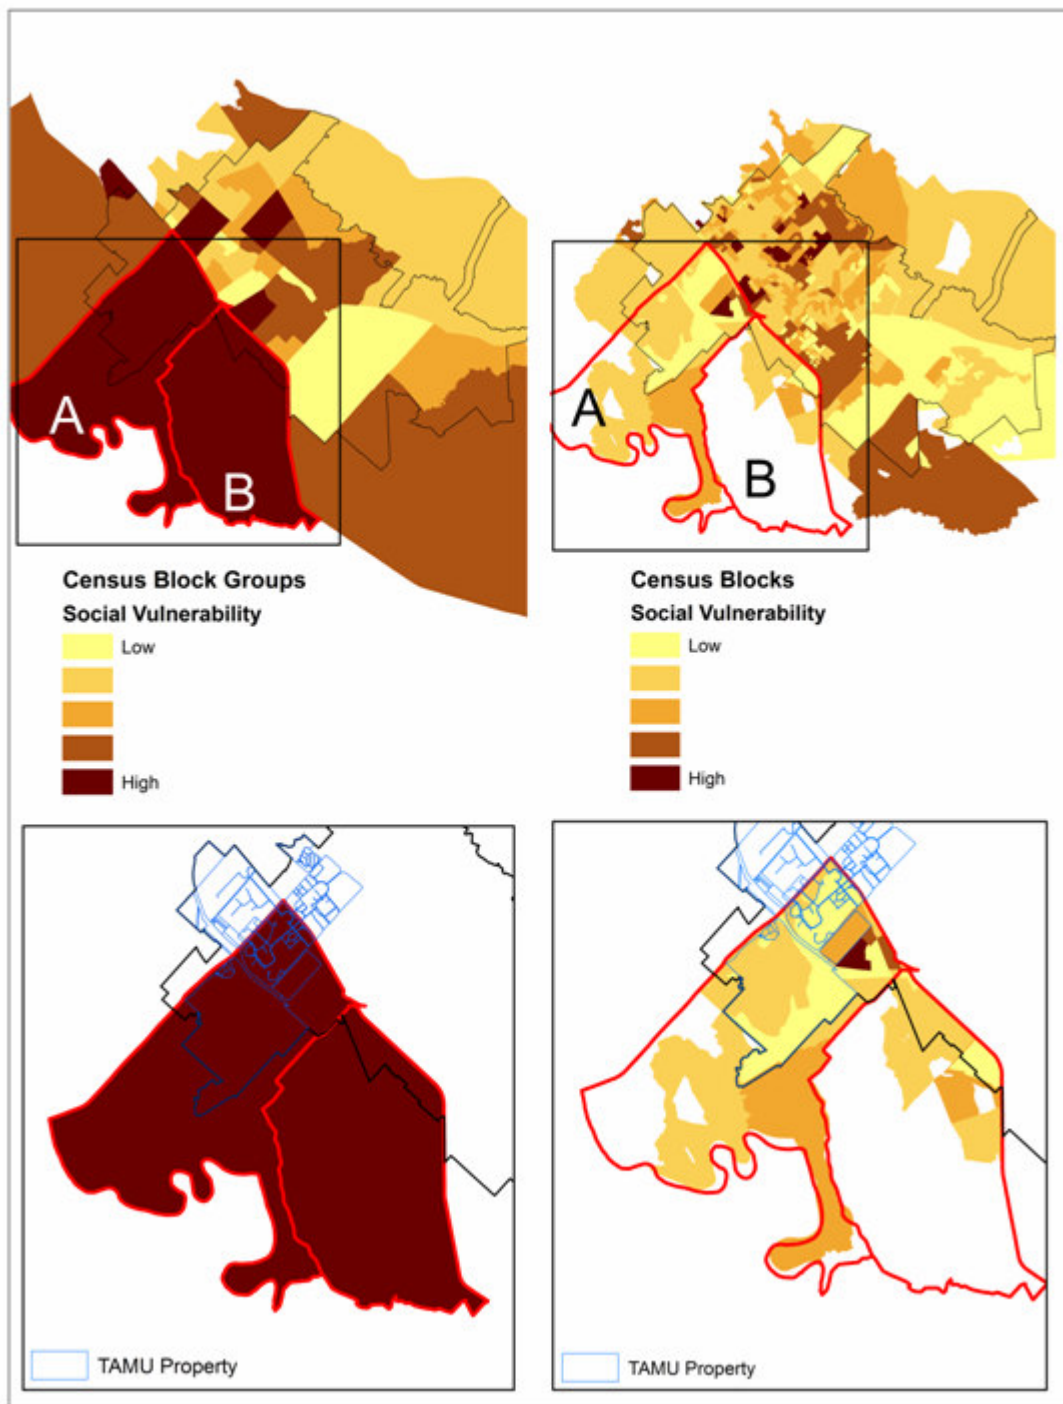 A
B
A
B
Census Block Groups
Social Vulnerability
Low
High
Census Blocks
Social Vulnerability
Low
High
TAMU Property
TAMU Property